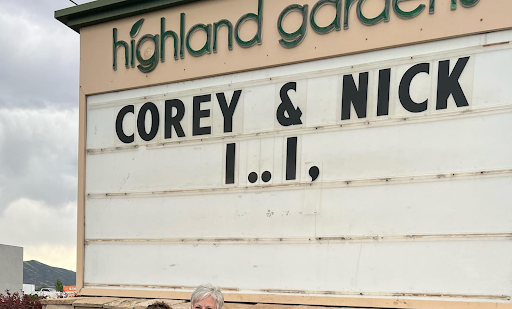 highland gardens
COREY & NICK
I ..I,